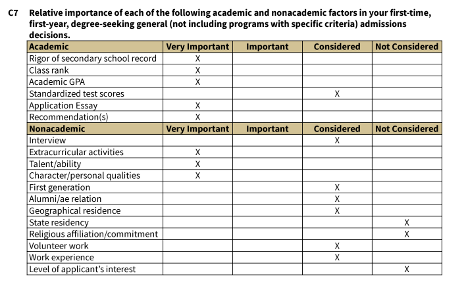 C7 Relative importance of each of the following academic and nonacademic factors in your first-time,
first-year, degree-seeking general (not including programs with specific criteria) admissions
decisions.
Academic Very Important Important Considered Not Considered
Rigor of secondary school record X
Class rank X
Academic GPA X
Standardized test scores X
Application Essay X
Recommendation(s) X
Nonacademic Very Important Important Considered Not Considered
Interview X
Extracurricular activities X
Talent/ability X
Character/personal qualities X
First generation X
Alumni/ae relation X
Geographical residence X
State residency X
Religious affiliation/commitment X
Volunteer work X
Work experience X
Level of applicant's interest X